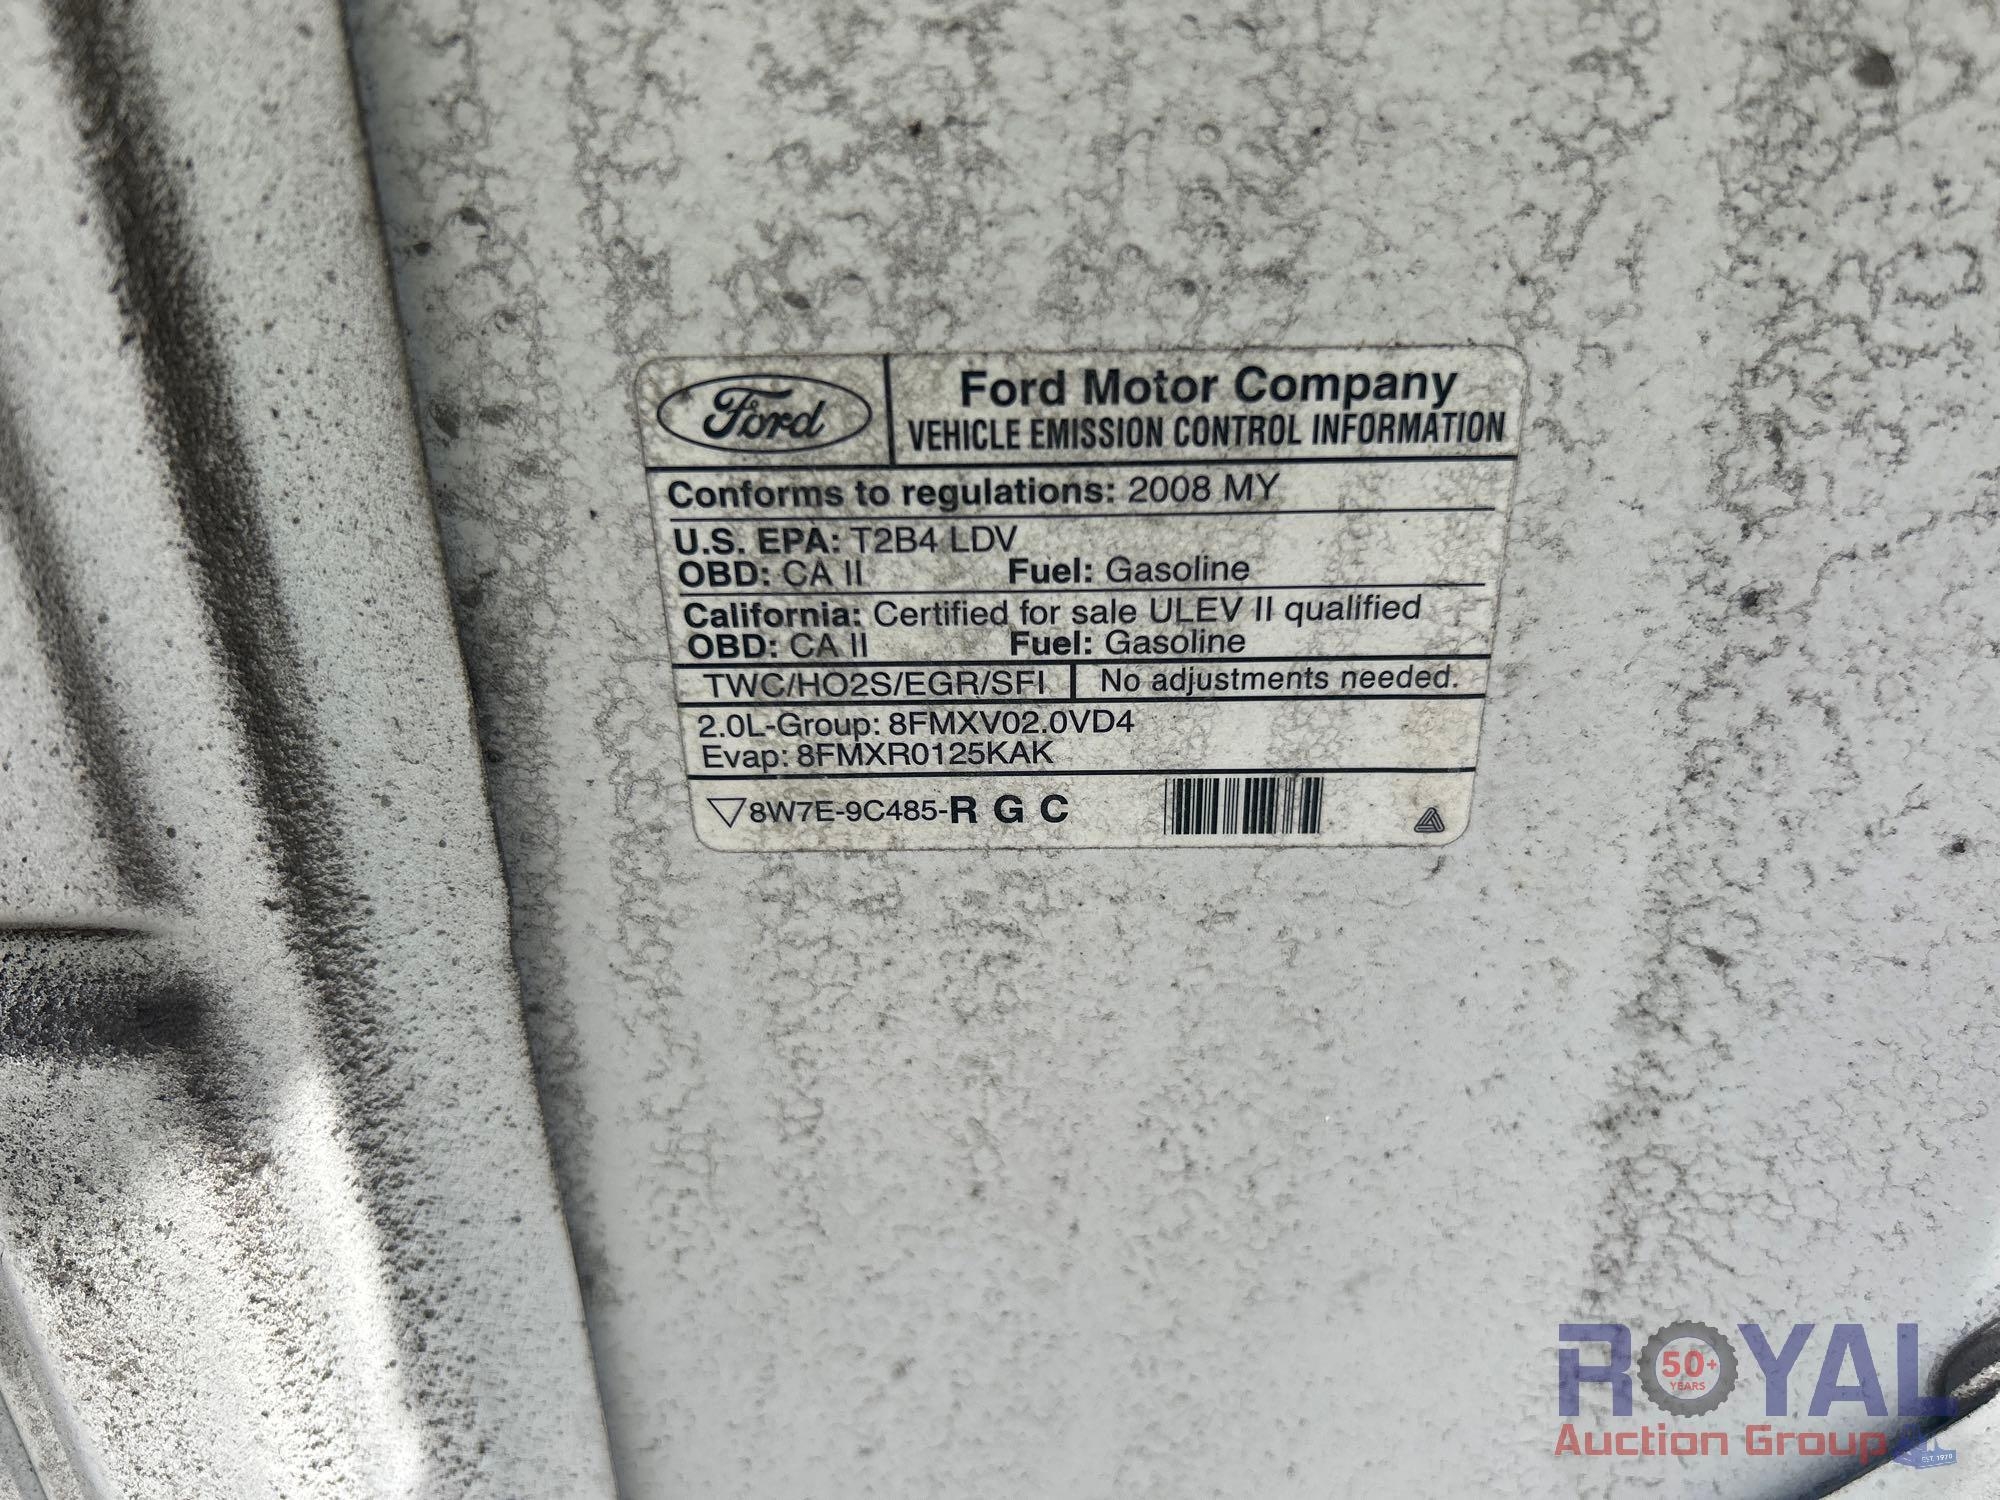 Ford
Ford Motor Company
VEHICLE EMISSION CONTROL INFORMATION
Conforms to regulations: 2008 MY
U.S. EPA: T2B4 LDV
OBD: CA II Fuel: Gasoline
California: Certified for sale ULEV II qualified
OBD: CA II Fuel: Gasoline
TWC/HO2S/EGR/SFI No adjustments needed.
2.0L-Group: 8FMXV02.0VD4
Evap: 8FMXR0125KAK
8W7E-9C485-R G C
ROYAL
50+
YEARS
Auction Group
EST. 1970